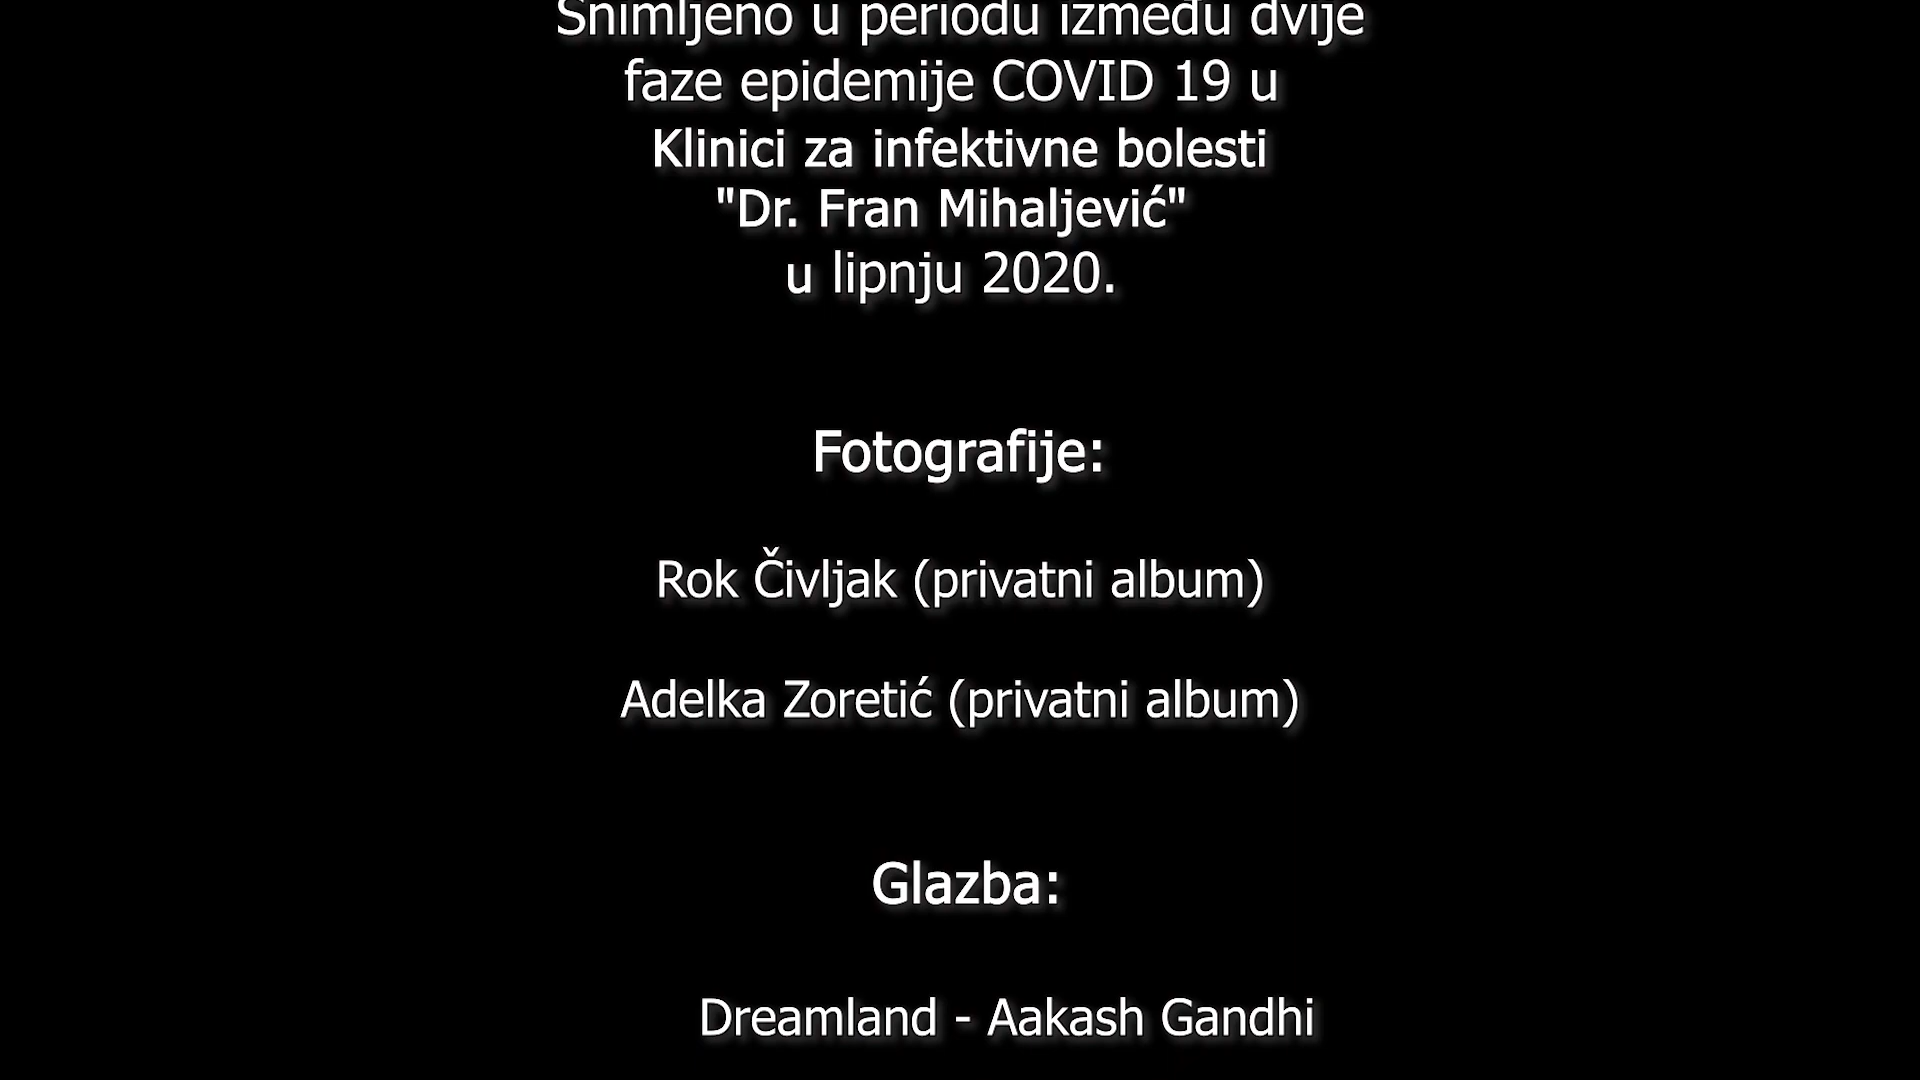 Snimljeno u periodu između dvije
faze epidemije COVID 19 u
Klinici za infektivne bolesti
"Dr. Fran Mihaljević"
u lipnju 2020.
Fotografije:
Rok Čivljak (privatni album)
Adelka Zoretić (privatni album)
Glazba:
Dreamland - Aakash Gandhi